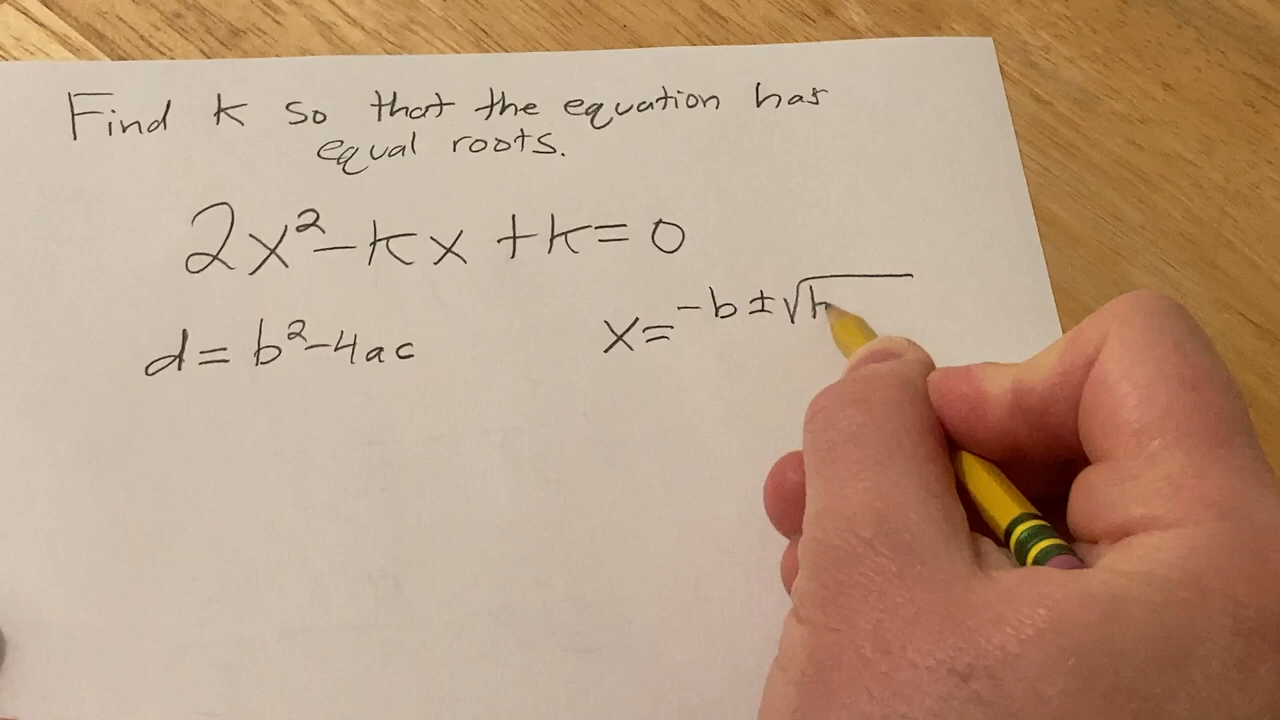 Find k so that the equation has
equal roots.
2x²-kx+k=0
d=b²-4ac
x=-b±√